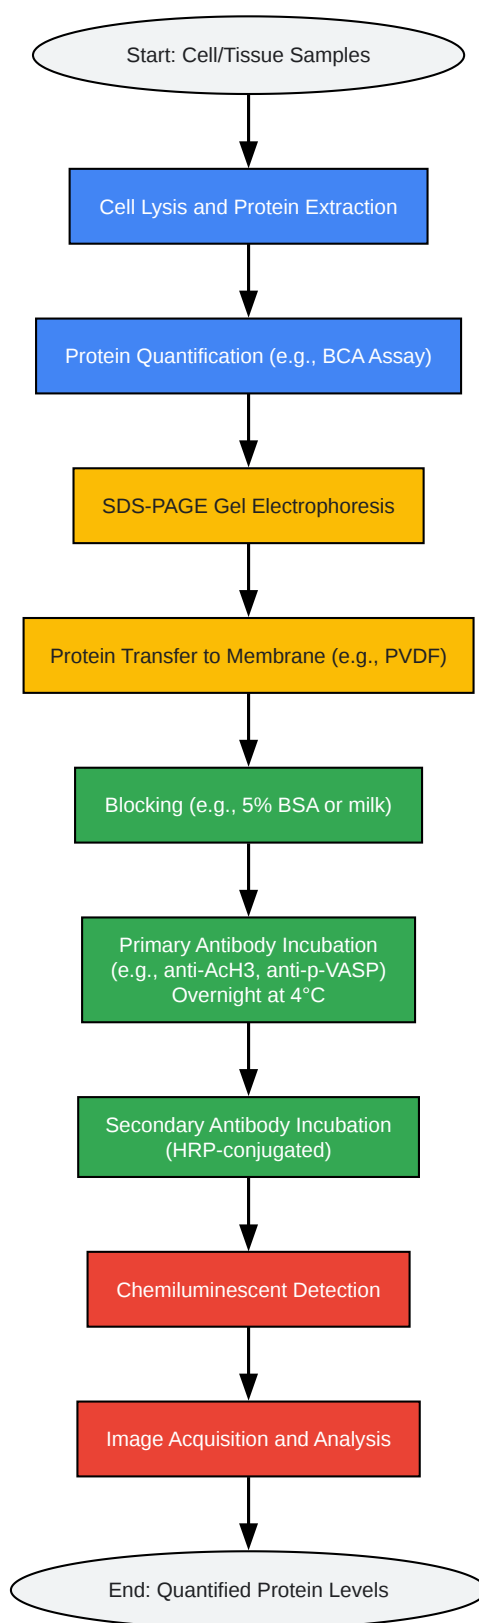 Start: Cell/Tissue Samples
Cell Lysis and Protein Extraction
Protein Quantification (e.g., BCA Assay)
SDS-PAGE Gel Electrophoresis
Protein Transfer to Membrane (e.g., PVDF)
Blocking (e.g., 5% BSA or milk)
Primary Antibody Incubation
(e.g., anti-AcH3, anti-p-VASP)
Overnight at 4°C
Secondary Antibody Incubation
(HRP-conjugated)
Chemiluminescent Detection
Image Acquisition and Analysis
End: Quantified Protein Levels